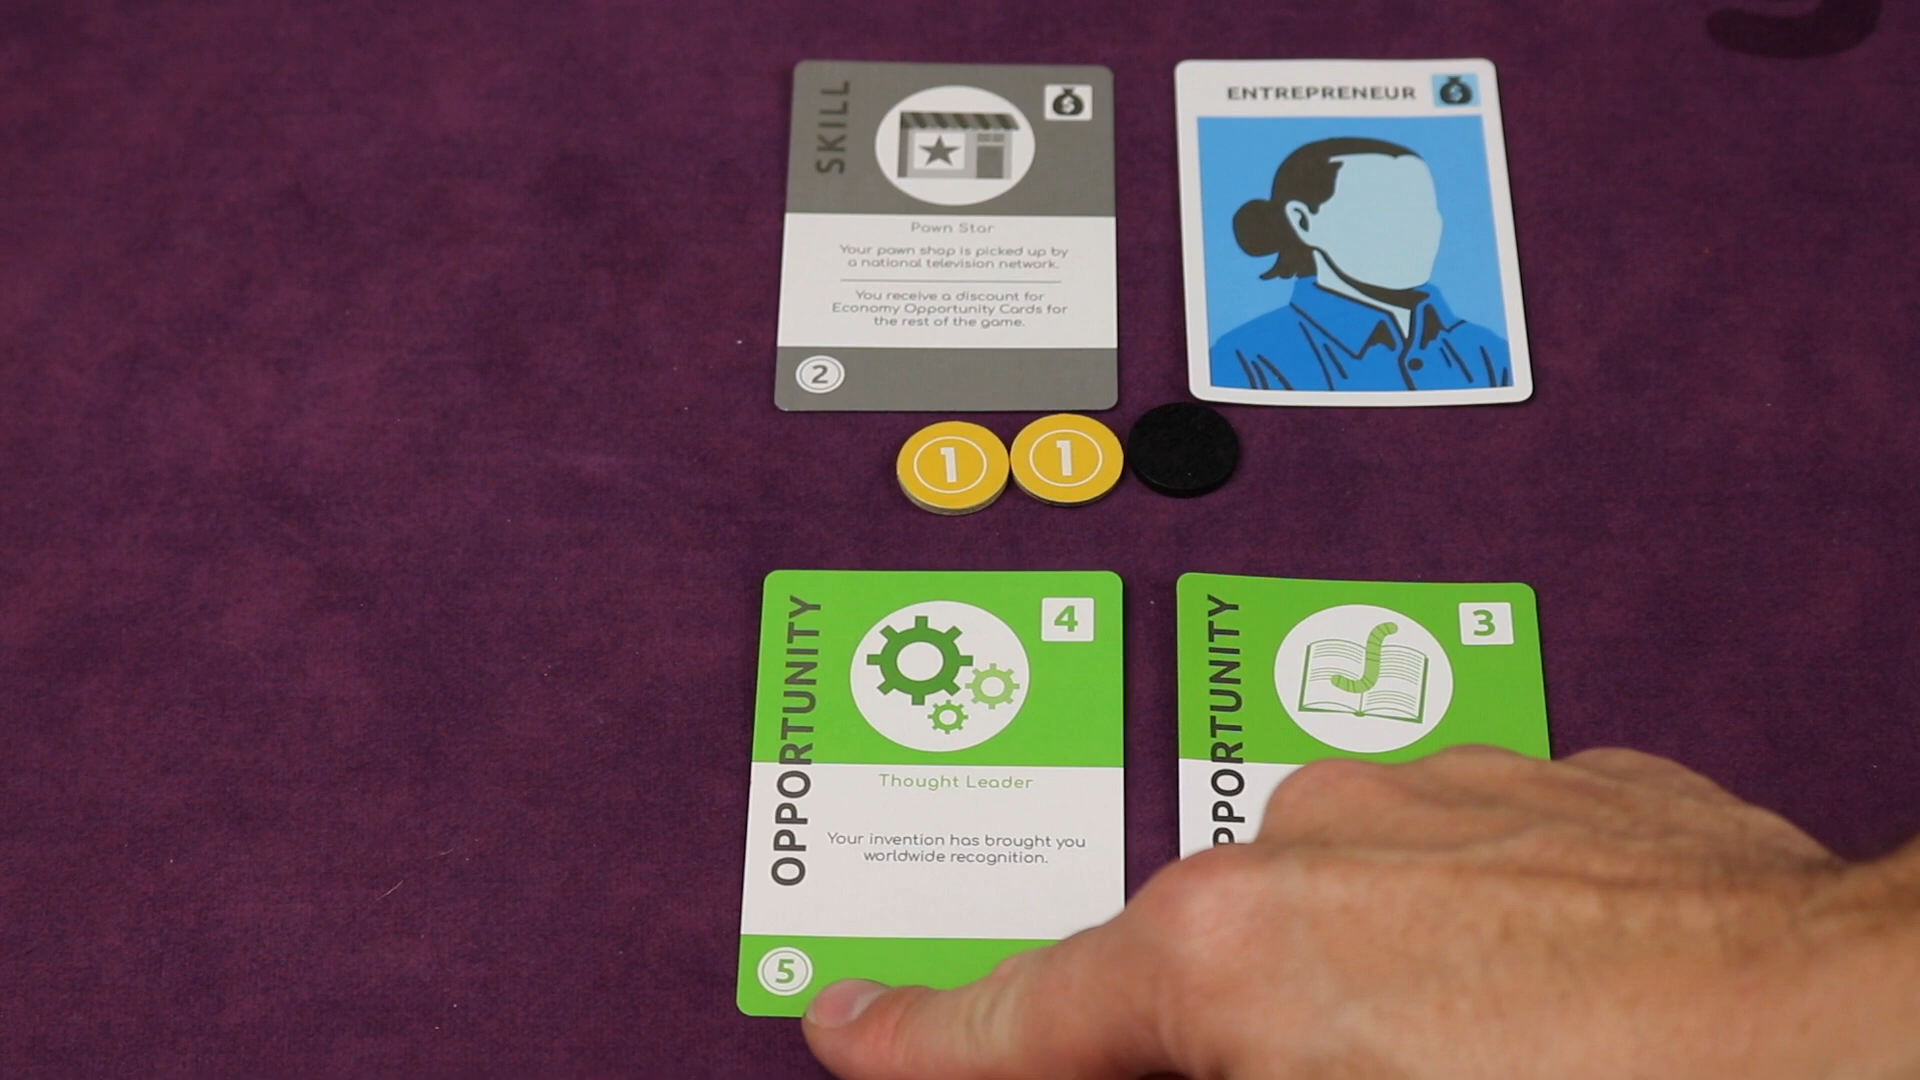 SKILL
Pawn Star
Your pawn shop is picked up by
a national television network.
You receive a discount for
Economy Opportunity Cards for
the rest of the game.
2
ENTREPRENEUR
1
1
OPPORTUNITY
4
Thought Leader
Your invention has brought you
worldwide recognition.
5
OPPORTUNITY
3